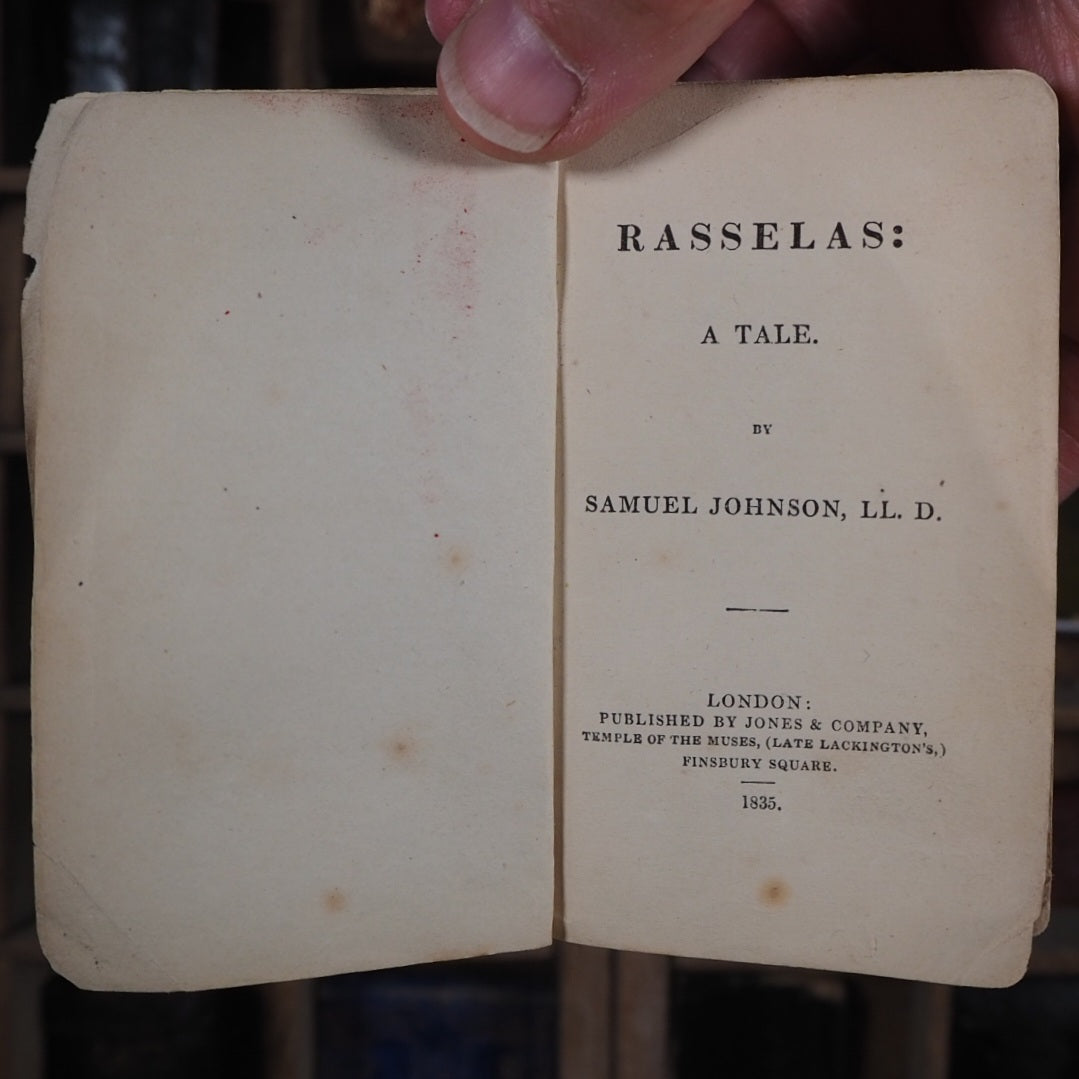 RASSELAS:
A TALE.
BY
SAMUEL JOHNSON, LL. D.
LONDON:
PUBLISHED BY JONES & COMPANY,
TEMPLE OF THE MUSES, (LATE LACKINGTON'S,)
FINSBURY SQUARE.
1835.